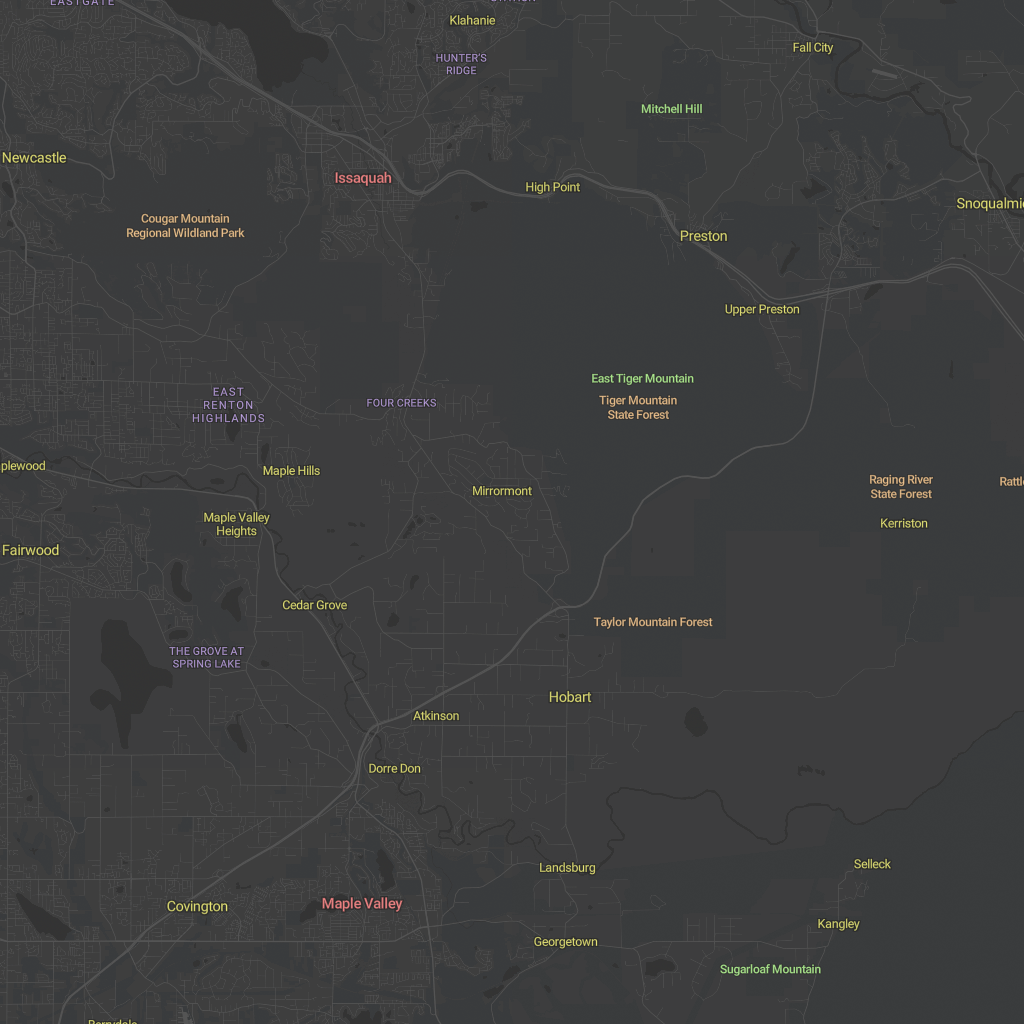 EASTGATE
Klahanie
HUNTER'S
RIDGE
Fall City
Mitchell Hill
Newcastle
Issaquah
High Point
Snoqualmi
Cougar Mountain
Regional Wildland Park
Preston
Upper Preston
East Tiger Mountain
Tiger Mountain
State Forest
EAST
RENTON
HIGHLANDS
FOUR CREEKS
plewood
Maple Hills
Mirrormont
Raging River
State Forest
Rattl
Maple Valley
Heights
Kerriston
Fairwood
Cedar Grove
Taylor Mountain Forest
THE GROVE AT
SPRING LAKE
Hobart
Atkinson
Dorre Don
Landsburg
Selleck
Covington
Maple Valley
Kangley
Georgetown
Sugarloaf Mountain